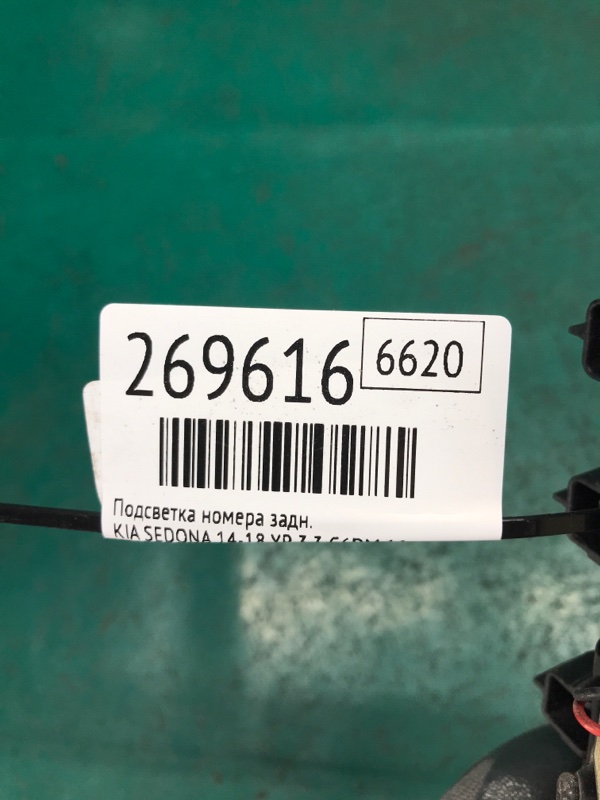 269616 6620
Подсветка номера задн.
KIA SEDONA 14-18 YP 3.3